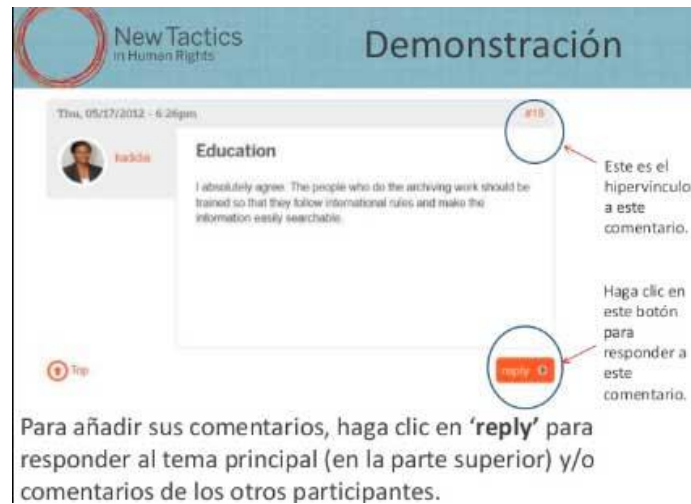 New Tactics
in Human Rights
Demonstración
Thu, 05/17/2012 - 6:26pm
Education
I absolutely agree. The people who do the archiving work should be
trained so that they follow international rules and make the
information easily searchable.
Este es el
hipervínculo
a este
comentario.
Haga clic en
este botón
para
responder a
este
comentario.
Top
reply
Para añadir sus comentarios, haga clic en ‘reply’ para
responder al tema principal (en la parte superior) y/o
comentarios de los otros participantes.